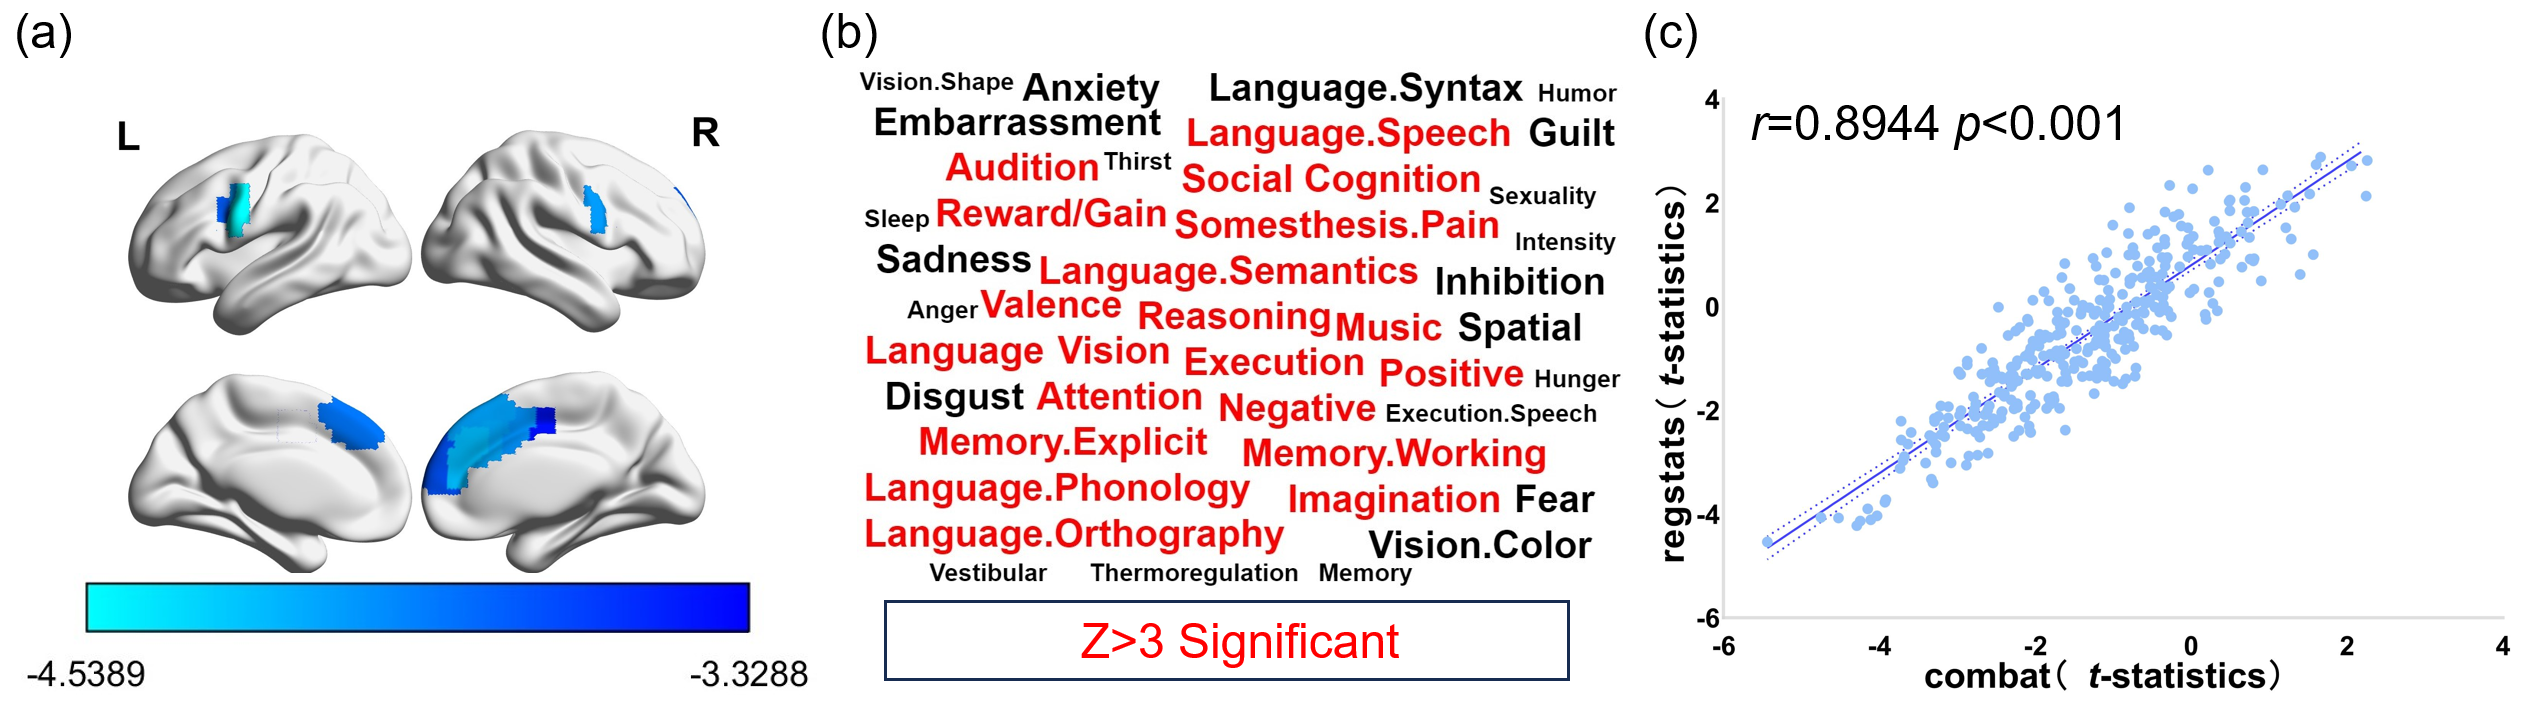 (a)
L
R
-4.5389
-3.3288
(b)
Vision.Shape Anxiety Language.Syntax Humor
Embarrassment Language.Speech Guilt
Audition Thirst Social Cognition Sexuality
Sleep Reward/Gain Somesthesis.Pain Intensity
Sadness Language.Semantics Inhibition
Anger Valence Reasoning Music Spatial
Language Vision Execution Positive Hunger
Disgust Attention Negative Execution.Speech
Memory.Explicit Memory.Working
Language.Phonology Imagination Fear
Language.Orthography Vision.Color
Vestibular Thermoregulation Memory
Z>3 Significant
(c)
r=0.8944 p<0.001
regstats( t-statistics)
4
2
0
-2
-4
-6
-6 -4 -2 0 2 4
combat( t-statistics)